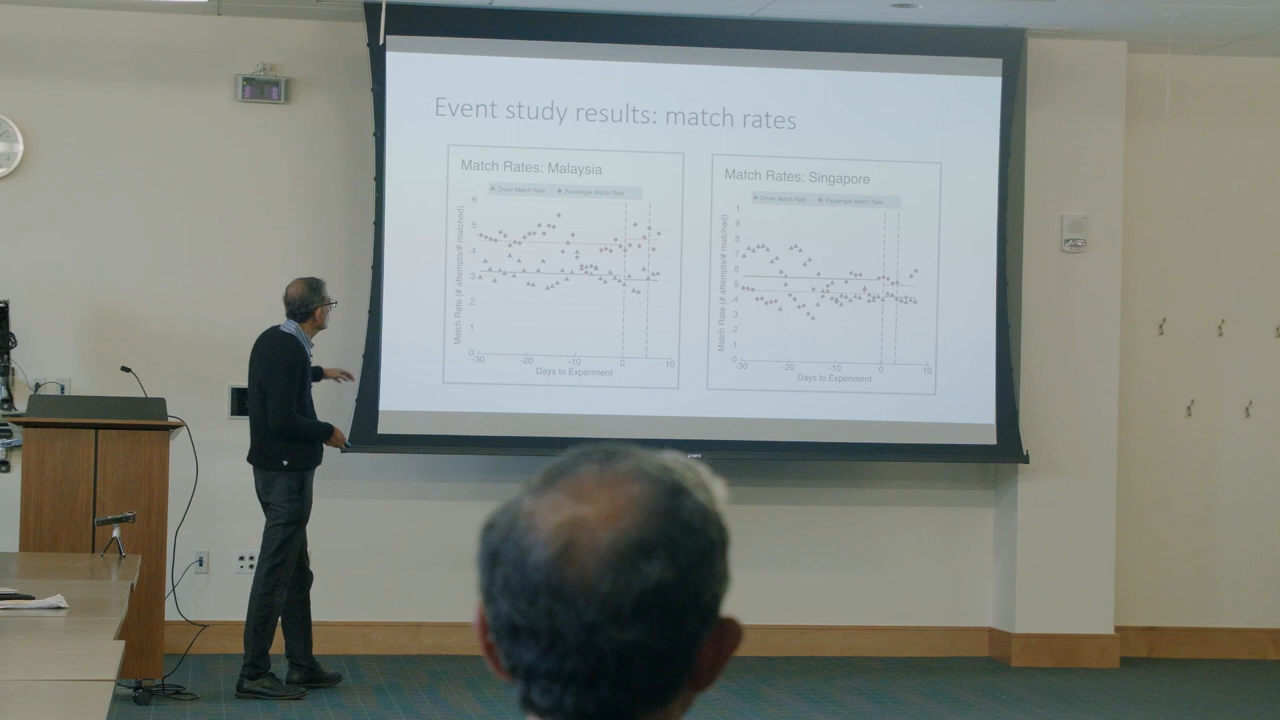 Event study results: match rates
Match Rates: Malaysia
Driver Match Rate Passenger Match Rate
Match Rate (# attempts/# matched)
.6
.5
.4
.3
.2
.1
0
-30 -20 -10 0 10
Days to Experiment
Match Rates: Singapore
Driver Match Rate Passenger Match Rate
Match Rate (# attempts/# matched)
1
.9
.8
.7
.6
.5
.4
.3
.2
.1
0
-30 -20 -10 0 10
Days to Experiment